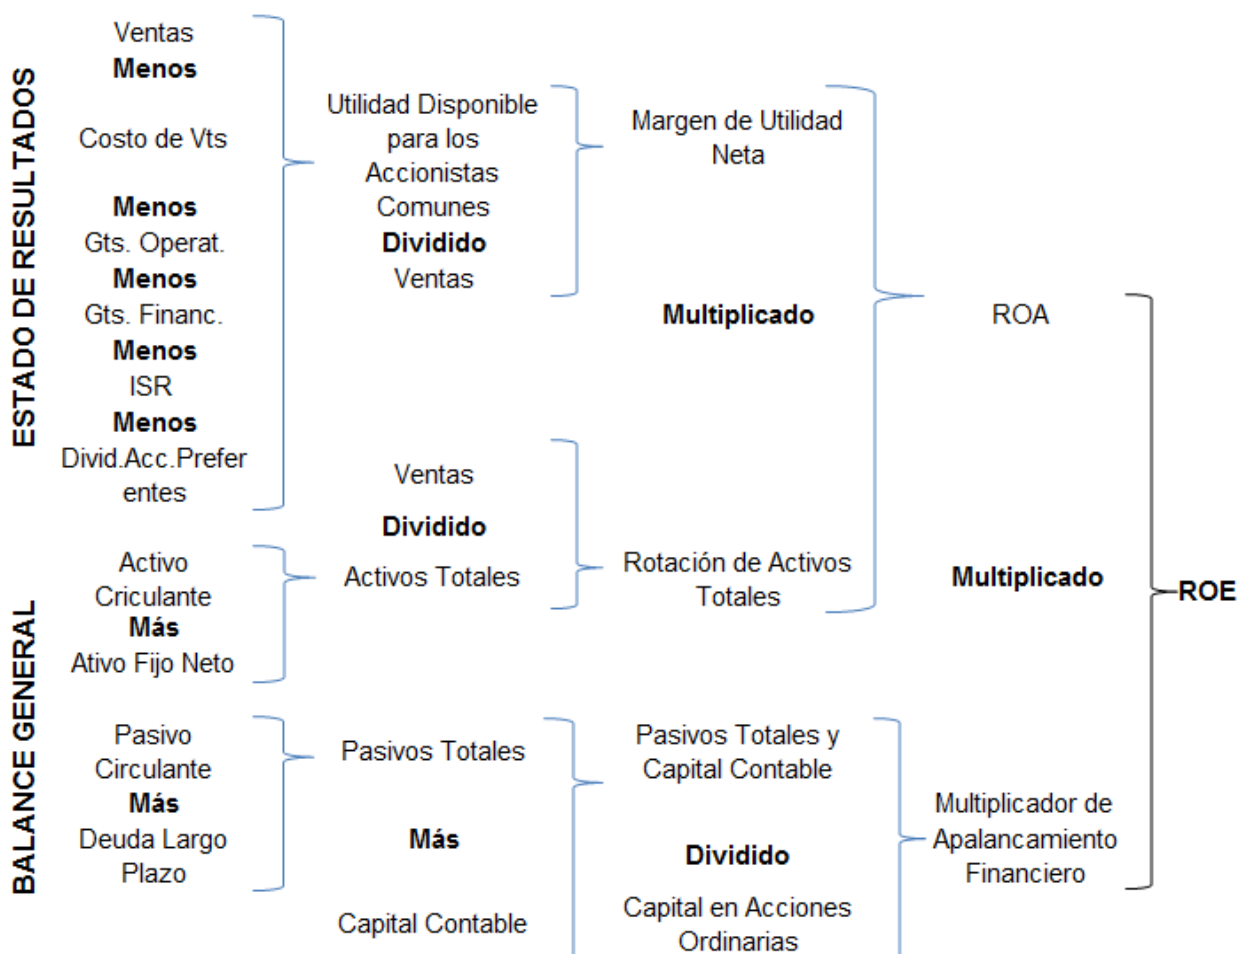 ESTADO DE RESULTADOS
Ventas
Menos
Costo de Vts
Menos
Gts. Operat.
Menos
Gts. Financ.
Menos
ISR
Menos
Divid.Acc.Prefer
entes
Utilidad Disponible
para los
Accionistas
Comunes
Dividido
Ventas
Margen de Utilidad
Neta
Multiplicado
ROA
Ventas
Dividido
Activos Totales
Rotación de Activos
Totales
Multiplicado
ROE
BALANCE GENERAL
Activo
Criculante
Más
Ativo Fijo Neto
Pasivo
Circulante
Más
Deuda Largo
Plazo
Pasivos Totales
Más
Capital Contable
Pasivos Totales y
Capital Contable
Dividido
Capital en Acciones
Ordinarias
Multiplicador de
Apalancamiento
Financiero